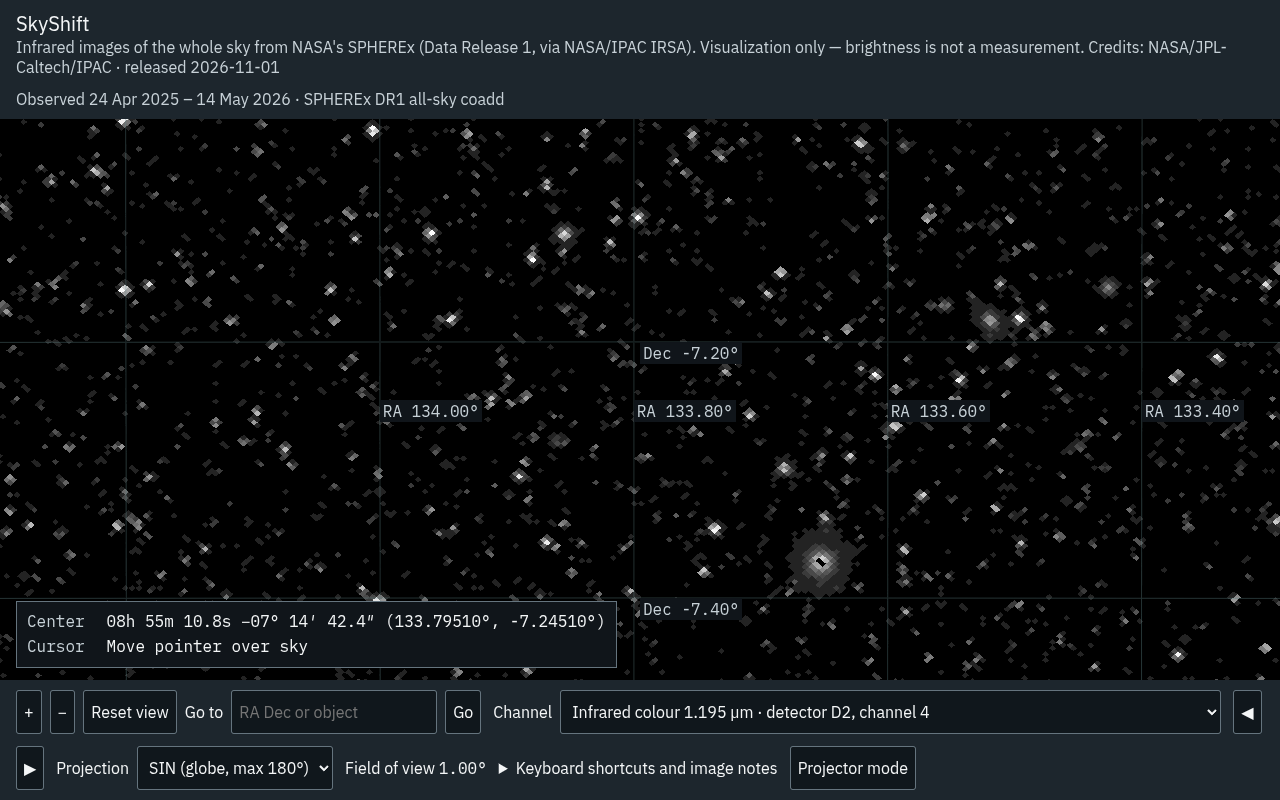 SkyShift
Infrared images of the whole sky from NASA's SPHEREx (Data Release 1, via NASA/IPAC IRSA). Visualization only — brightness is not a measurement. Credits: NASA/JPL-
Caltech/IPAC · released 2026-11-01
Observed 24 Apr 2025 – 14 May 2026 · SPHEREx DR1 all-sky coadd
Dec -7.20°
RA 134.00° RA 133.80° RA 133.60° RA 133.40°
Dec -7.40°
Center 08h 55m 10.8s −07° 14′ 42.4″ (133.79510°, -7.24510°)
Cursor Move pointer over sky
+ − Reset view Go to RA Dec or object Go Channel Infrared colour 1.195 µm · detector D2, channel 4 ◀
▶ Projection SIN (globe, max 180°) Field of view 1.00° ▶ Keyboard shortcuts and image notes Projector mode